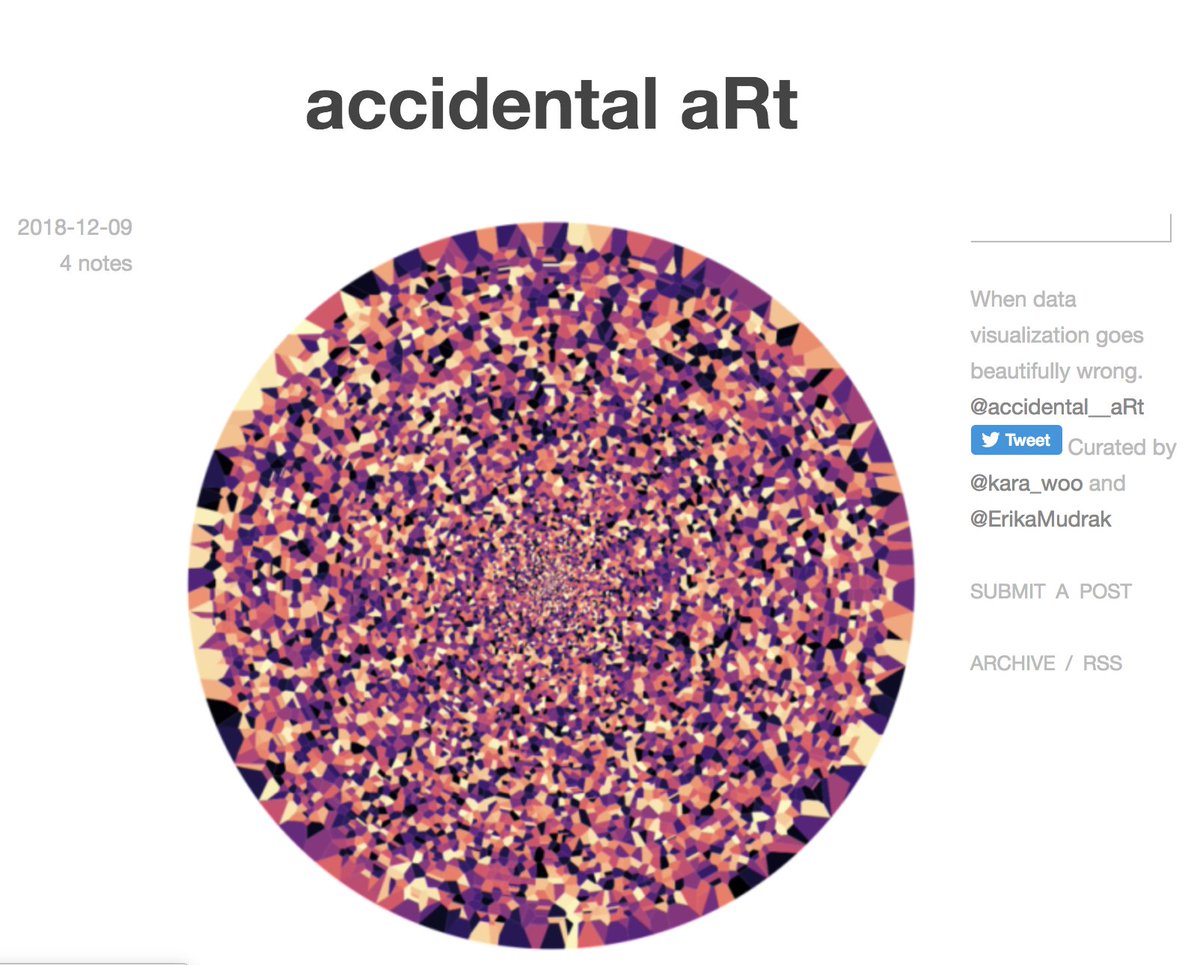 accidental aRt
2018-12-09
4 notes
When data
visualization goes
beautifully wrong.
@accidental__aRt
Tweet Curated by
@kara_woo and
@ErikaMudrak
SUBMIT A POST
ARCHIVE / RSS